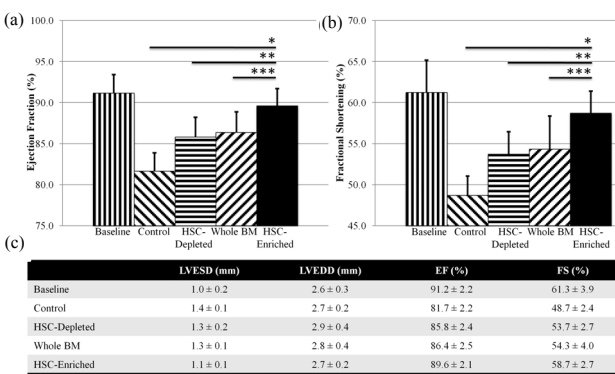 (a)
100.0
95.0
90.0
85.0
80.0
75.0
Ejection Fraction (%)
*
**
***
Baseline Control HSC-Depleted Whole BM HSC-Enriched
(b)
70.0
65.0
60.0
55.0
50.0
45.0
Fractional Shortening (%)
*
**
***
Baseline Control HSC-Depleted Whole BM HSC-Enriched
(c)
LVESD (mm) LVEDD (mm) EF (%) FS (%)
Baseline 1.0 ± 0.2 2.6 ± 0.3 91.2 ± 2.2 61.3 ± 3.9
Control 1.4 ± 0.1 2.7 ± 0.2 81.7 ± 2.2 48.7 ± 2.4
HSC-Depleted 1.3 ± 0.2 2.9 ± 0.4 85.8 ± 2.4 53.7 ± 2.7
Whole BM 1.3 ± 0.1 2.8 ± 0.4 86.4 ± 2.5 54.3 ± 4.0
HSC-Enriched 1.1 ± 0.1 2.7 ± 0.2 89.6 ± 2.1 58.7 ± 2.7